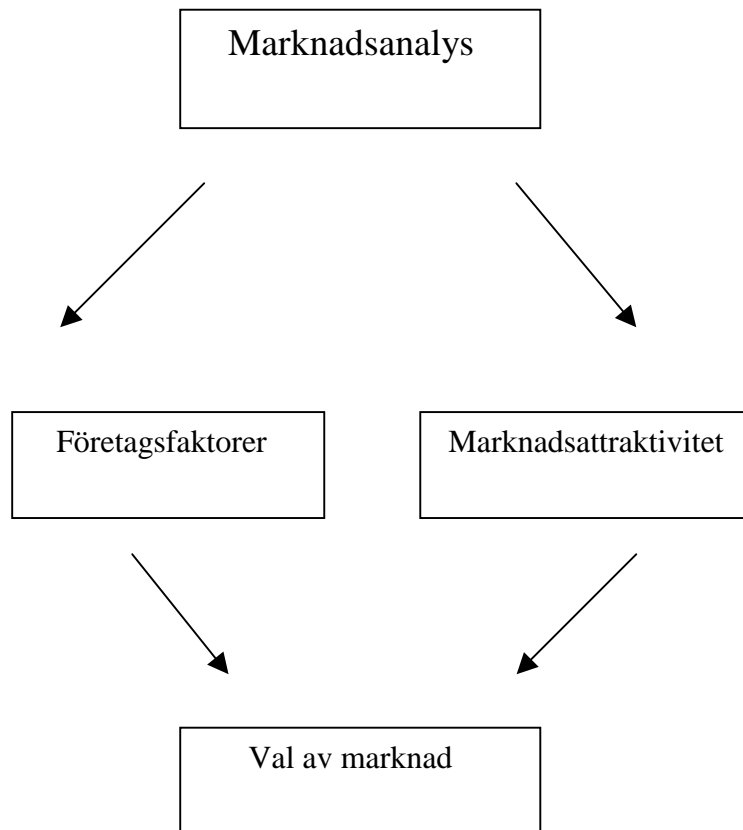 Marknadsanalys
Företagsfaktorer
Marknadsattraktivitet
Val av marknad